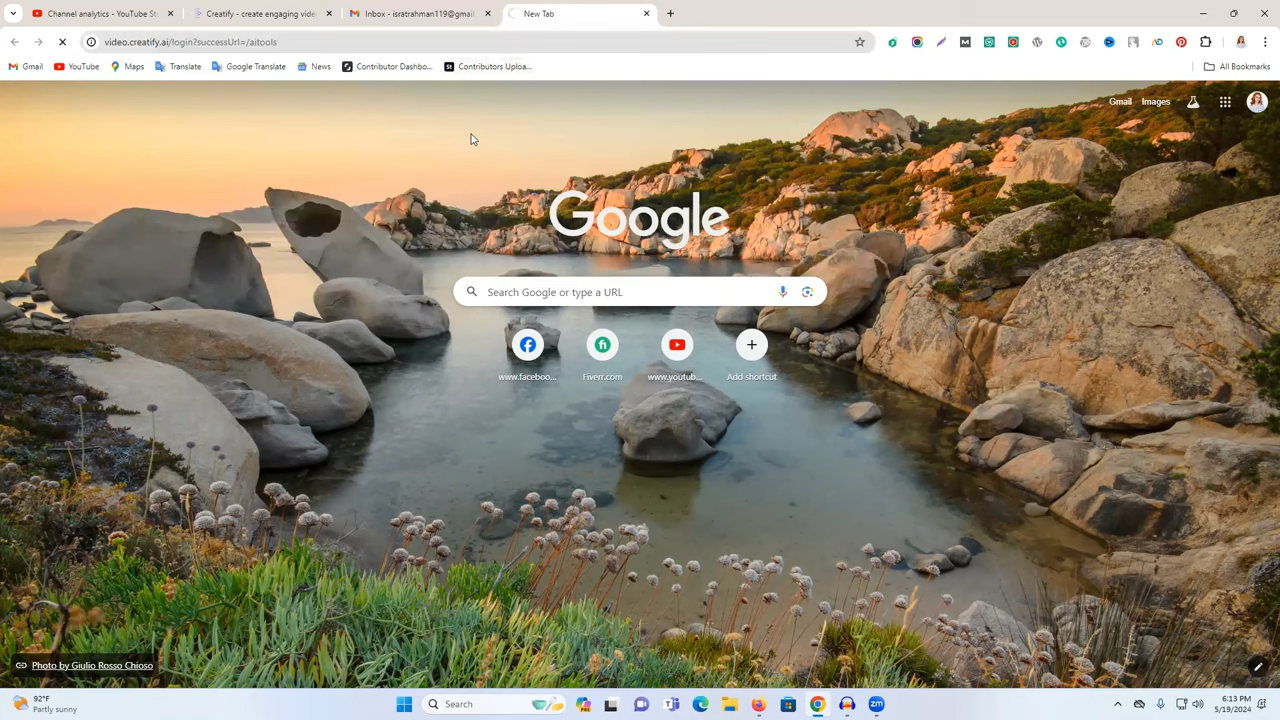 Channel analytics - YouTube St
Creatify - create engaging vide
Inbox - isratrahman119@gmail
New Tab
video.creatify.ai/login?successUrl=/aitools
Gmail
YouTube
Maps
Translate
Google Translate
News
Contributor Dashbo...
Contributors Uploa...
All Bookmarks
Gmail
Images
Google
Search Google or type a URL
www.faceboo...
Fiverr.com
www.youtub...
Add shortcut
Photo by Giulio Rosso Chioso
92°F
Partly sunny
Search
6:13 PM
5/19/2024